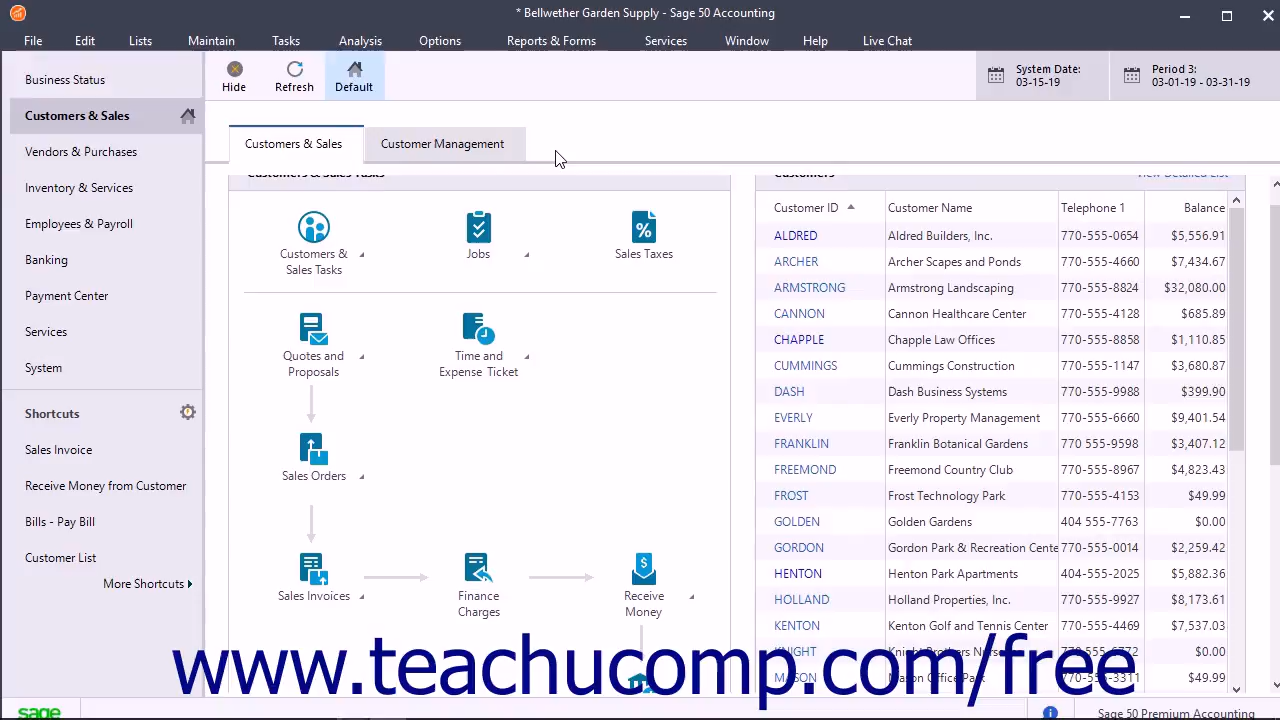 * Bellwether Garden Supply - Sage 50 Accounting
File Edit Lists Maintain Tasks Analysis Options Reports & Forms Services Window Help Live Chat
Business Status
Customers & Sales
Vendors & Purchases
Inventory & Services
Employees & Payroll
Banking
Payment Center
Services
System
Shortcuts
Sales Invoice
Receive Money from Customer
Bills - Pay Bill
Customer List
More Shortcuts
Hide Refresh Default
System Date:
03-15-19
Period 3:
03-01-19 - 03-31-19
Customers & Sales Customer Management
Customers & Sales Tasks
Customers &
Sales Tasks
Jobs
Sales Taxes
Quotes and
Proposals
Time and
Expense Ticket
Sales Orders
Sales Invoices
Finance
Charges
Receive
Money
Customers View Detailed List
Customer ID Customer Name Telephone 1 Balance
ALDRED Aldred Builders, Inc. 770-555-0654 $5,556.91
ARCHER Archer Scapes and Ponds 770-555-4660 $7,434.67
ARMSTRONG Armstrong Landscaping 770-555-8824 $32,080.00
CANNON Cannon Healthcare Center 770-555-4128 $685.89
CHAPPLE Chapple Law Offices 770-555-8858 $1,110.85
CUMMINGS Cummings Construction 770-555-1147 $3,680.87
DASH Dash Business Systems 770-555-9988 $399.90
EVERLY Everly Property Management 770-555-6660 $9,401.54
FRANKLIN Franklin Botanical Gardens 770 555-9598 $3,407.12
FREEMOND Freemond Country Club 770-555-8967 $4,823.43
FROST Frost Technology Park 770-555-4153 $49.99
GOLDEN Golden Gardens 404 555-7763 $0.00
GORDON Gordon Park & Recreation Cente 770-555-0014 $2,259.42
HENTON Henton Park Apartments 404-555-2025 $5,882.36
HOLLAND Holland Properties, Inc. 770-555-9927 $8,173.61
KENTON Kenton Golf and Tennis Center 770-555-4469 $7,537.03
KNIGHT Knight Brothers $0.00
MASON Mason Office $49.99
www.teachucomp.com/free
sage
Sage 50 Premium Accounting